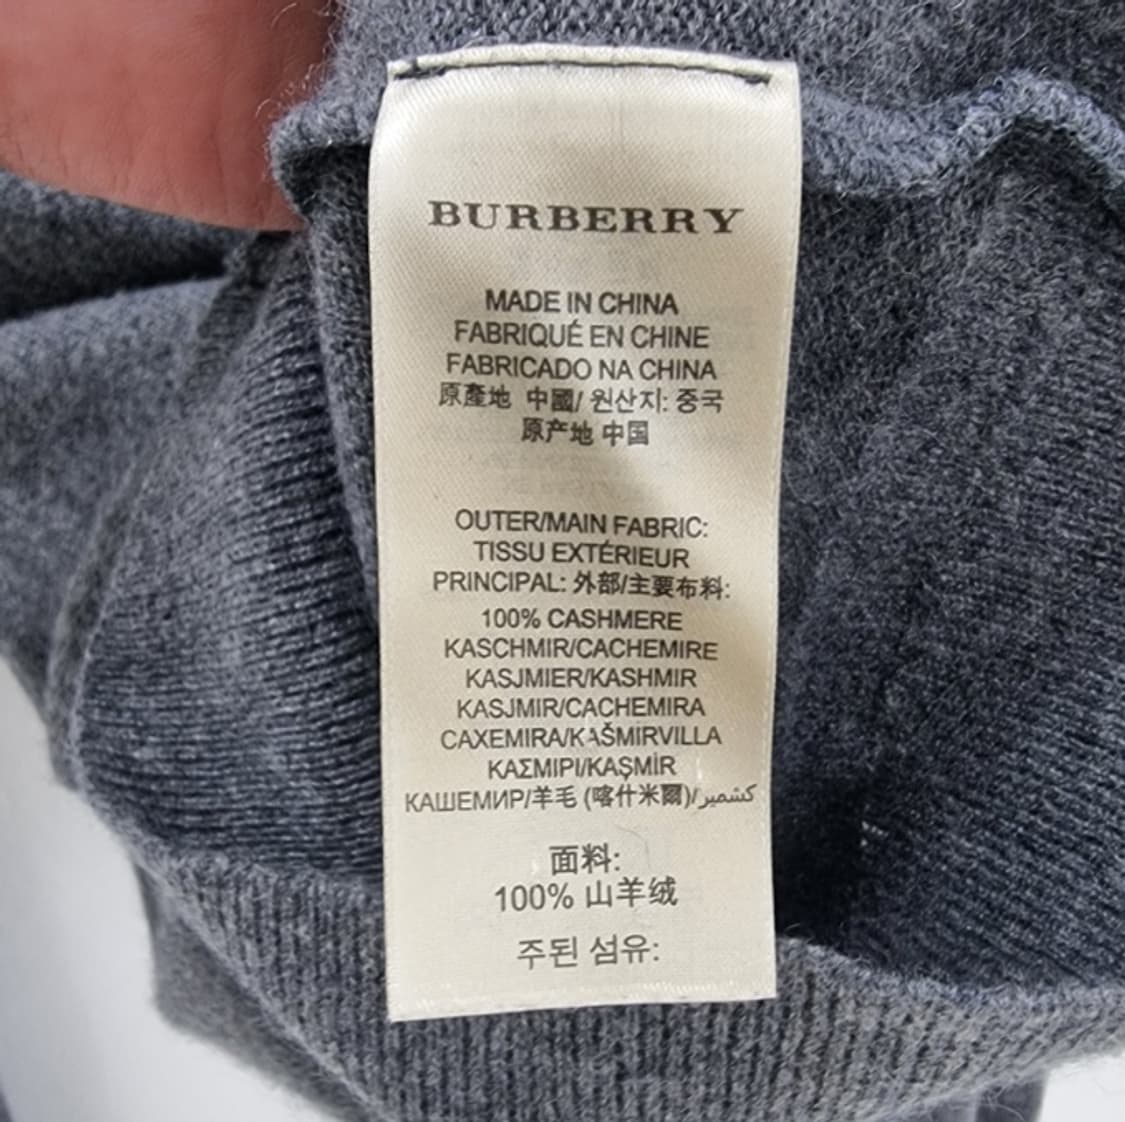 BURBERRY
MADE IN CHINA
FABRIQUÉ EN CHINE
FABRICADO NA CHINA
原產地 中國/ 원산지: 중국
原产地 中国
OUTER/MAIN FABRIC:
TISSU EXTÉRIEUR
PRINCIPAL: 外部/主要布料:
100% CASHMERE
KASCHMIR/CACHEMIRE
KASJMIER/KASHMIR
KASJMIR/CACHEMIRA
CAXEMIRA/KAŠMIRVILLA
ΚΑΣΜΙΡΙ/KAŞMİR
КАШЕМИР/羊毛 (喀什米爾)/كشمير
面料:
100% 山羊绒
주된 섬유: